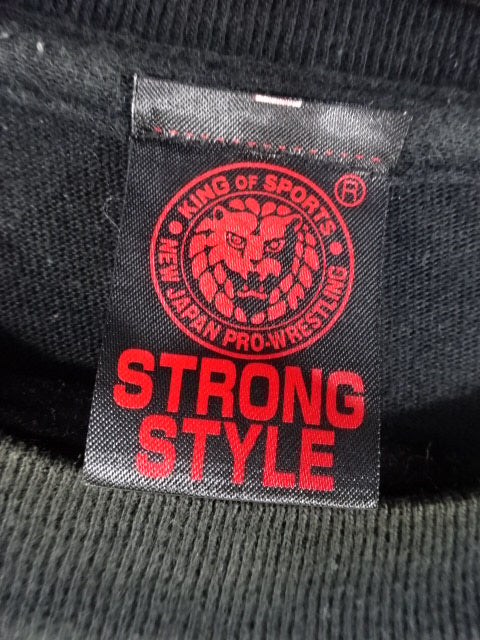 KING OF SPORTS
®
NEW JAPAN PRO-WRESTLING
STRONG
STYLE